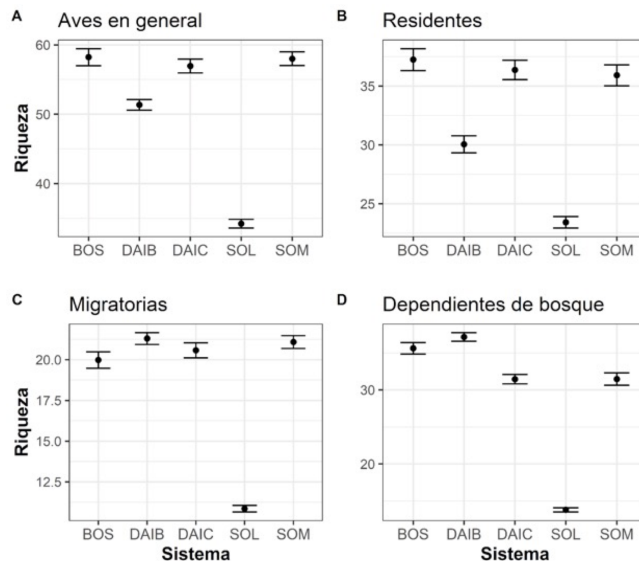 A Aves en general
60
50
40
Riqueza
BOS DAIB DAIC SOL SOM
B Residentes
35
30
25
BOS DAIB DAIC SOL SOM
C Migratorias
20.0
17.5
15.0
12.5
Riqueza
BOS DAIB DAIC SOL SOM
Sistema
D Dependientes de bosque
30
20
BOS DAIB DAIC SOL SOM
Sistema